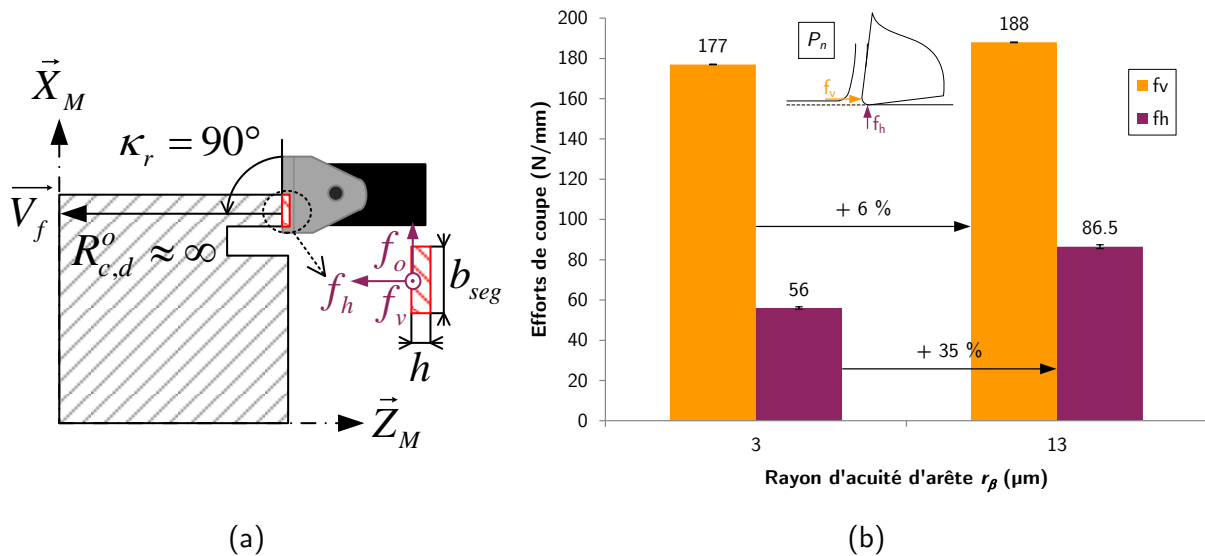 X⃗_M
κ_r = 90°
V_f
R^o_{c,d} ≈ ∞
f_o
f_h
f_v
b_seg
h
Z⃗_M
(a)
Efforts de coupe (N/mm)
200
180
160
140
120
100
80
60
40
20
0
177
188
P_n
f_v
f_h
fv
fh
+ 6 %
86.5
56
+ 35 %
3
13
Rayon d'acuité d'arête r_β (µm)
(b)